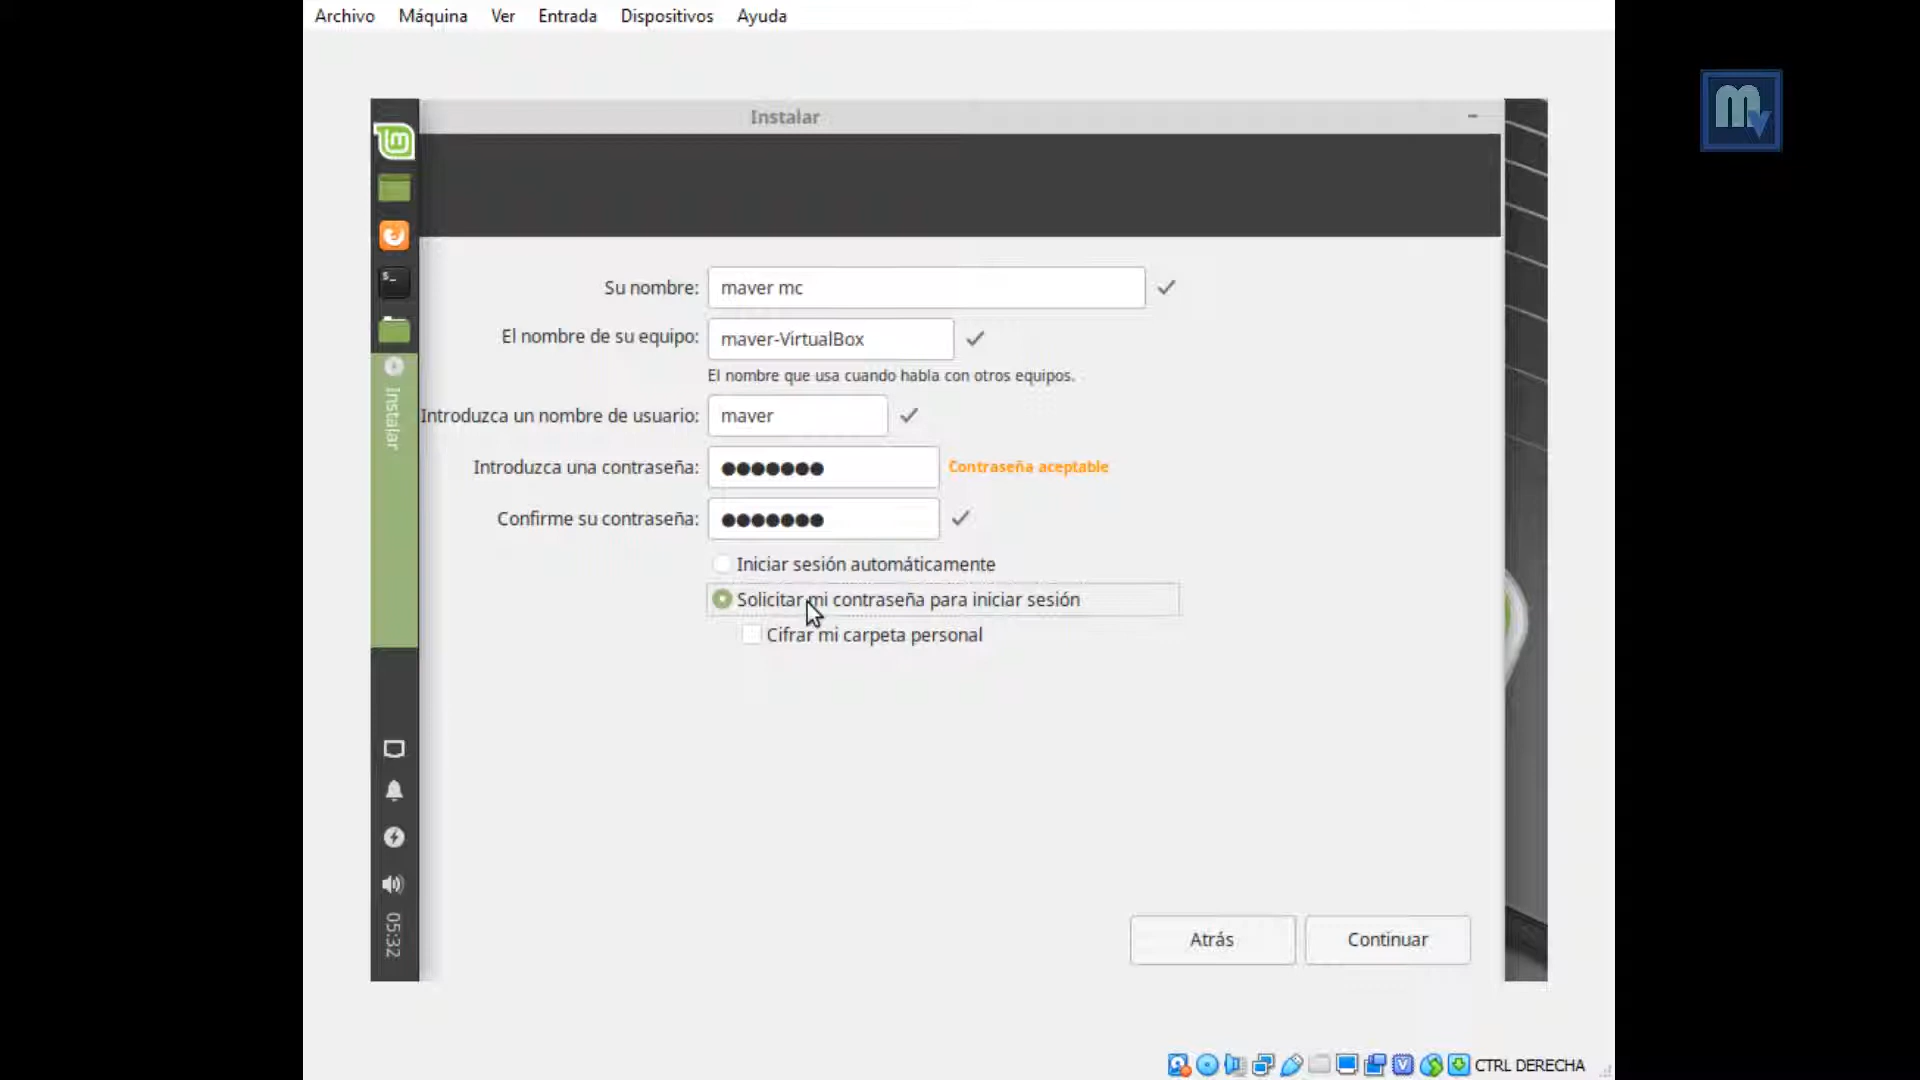 Archivo Máquina Ver Entrada Dispositivos Ayuda
Instalar
mv
Su nombre: maver mc
El nombre de su equipo: maver-VirtualBox
El nombre que usa cuando habla con otros equipos.
Introduzca un nombre de usuario: maver
Introduzca una contraseña: ●●●●●●● Contraseña aceptable
Confirme su contraseña: ●●●●●●●
Iniciar sesión automáticamente
Solicitar mi contraseña para iniciar sesión
Cifrar mi carpeta personal
Instalar
05:32
Atrás Continuar
CTRL DERECHA